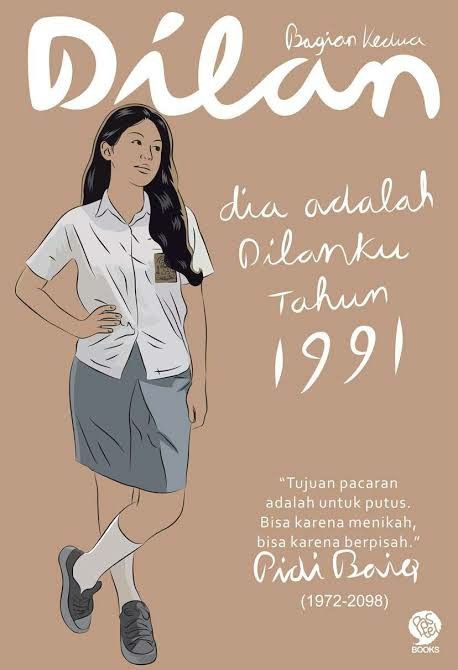 Bagian Kedua
Dilan
dia adalah
Dilanku
Tahun
1991
“Tujuan pacaran
adalah untuk putus.
Bisa karena menikah,
bisa karena berpisah.”
Pidi Baiq
(1972-2098)
Pastel
BOOKS